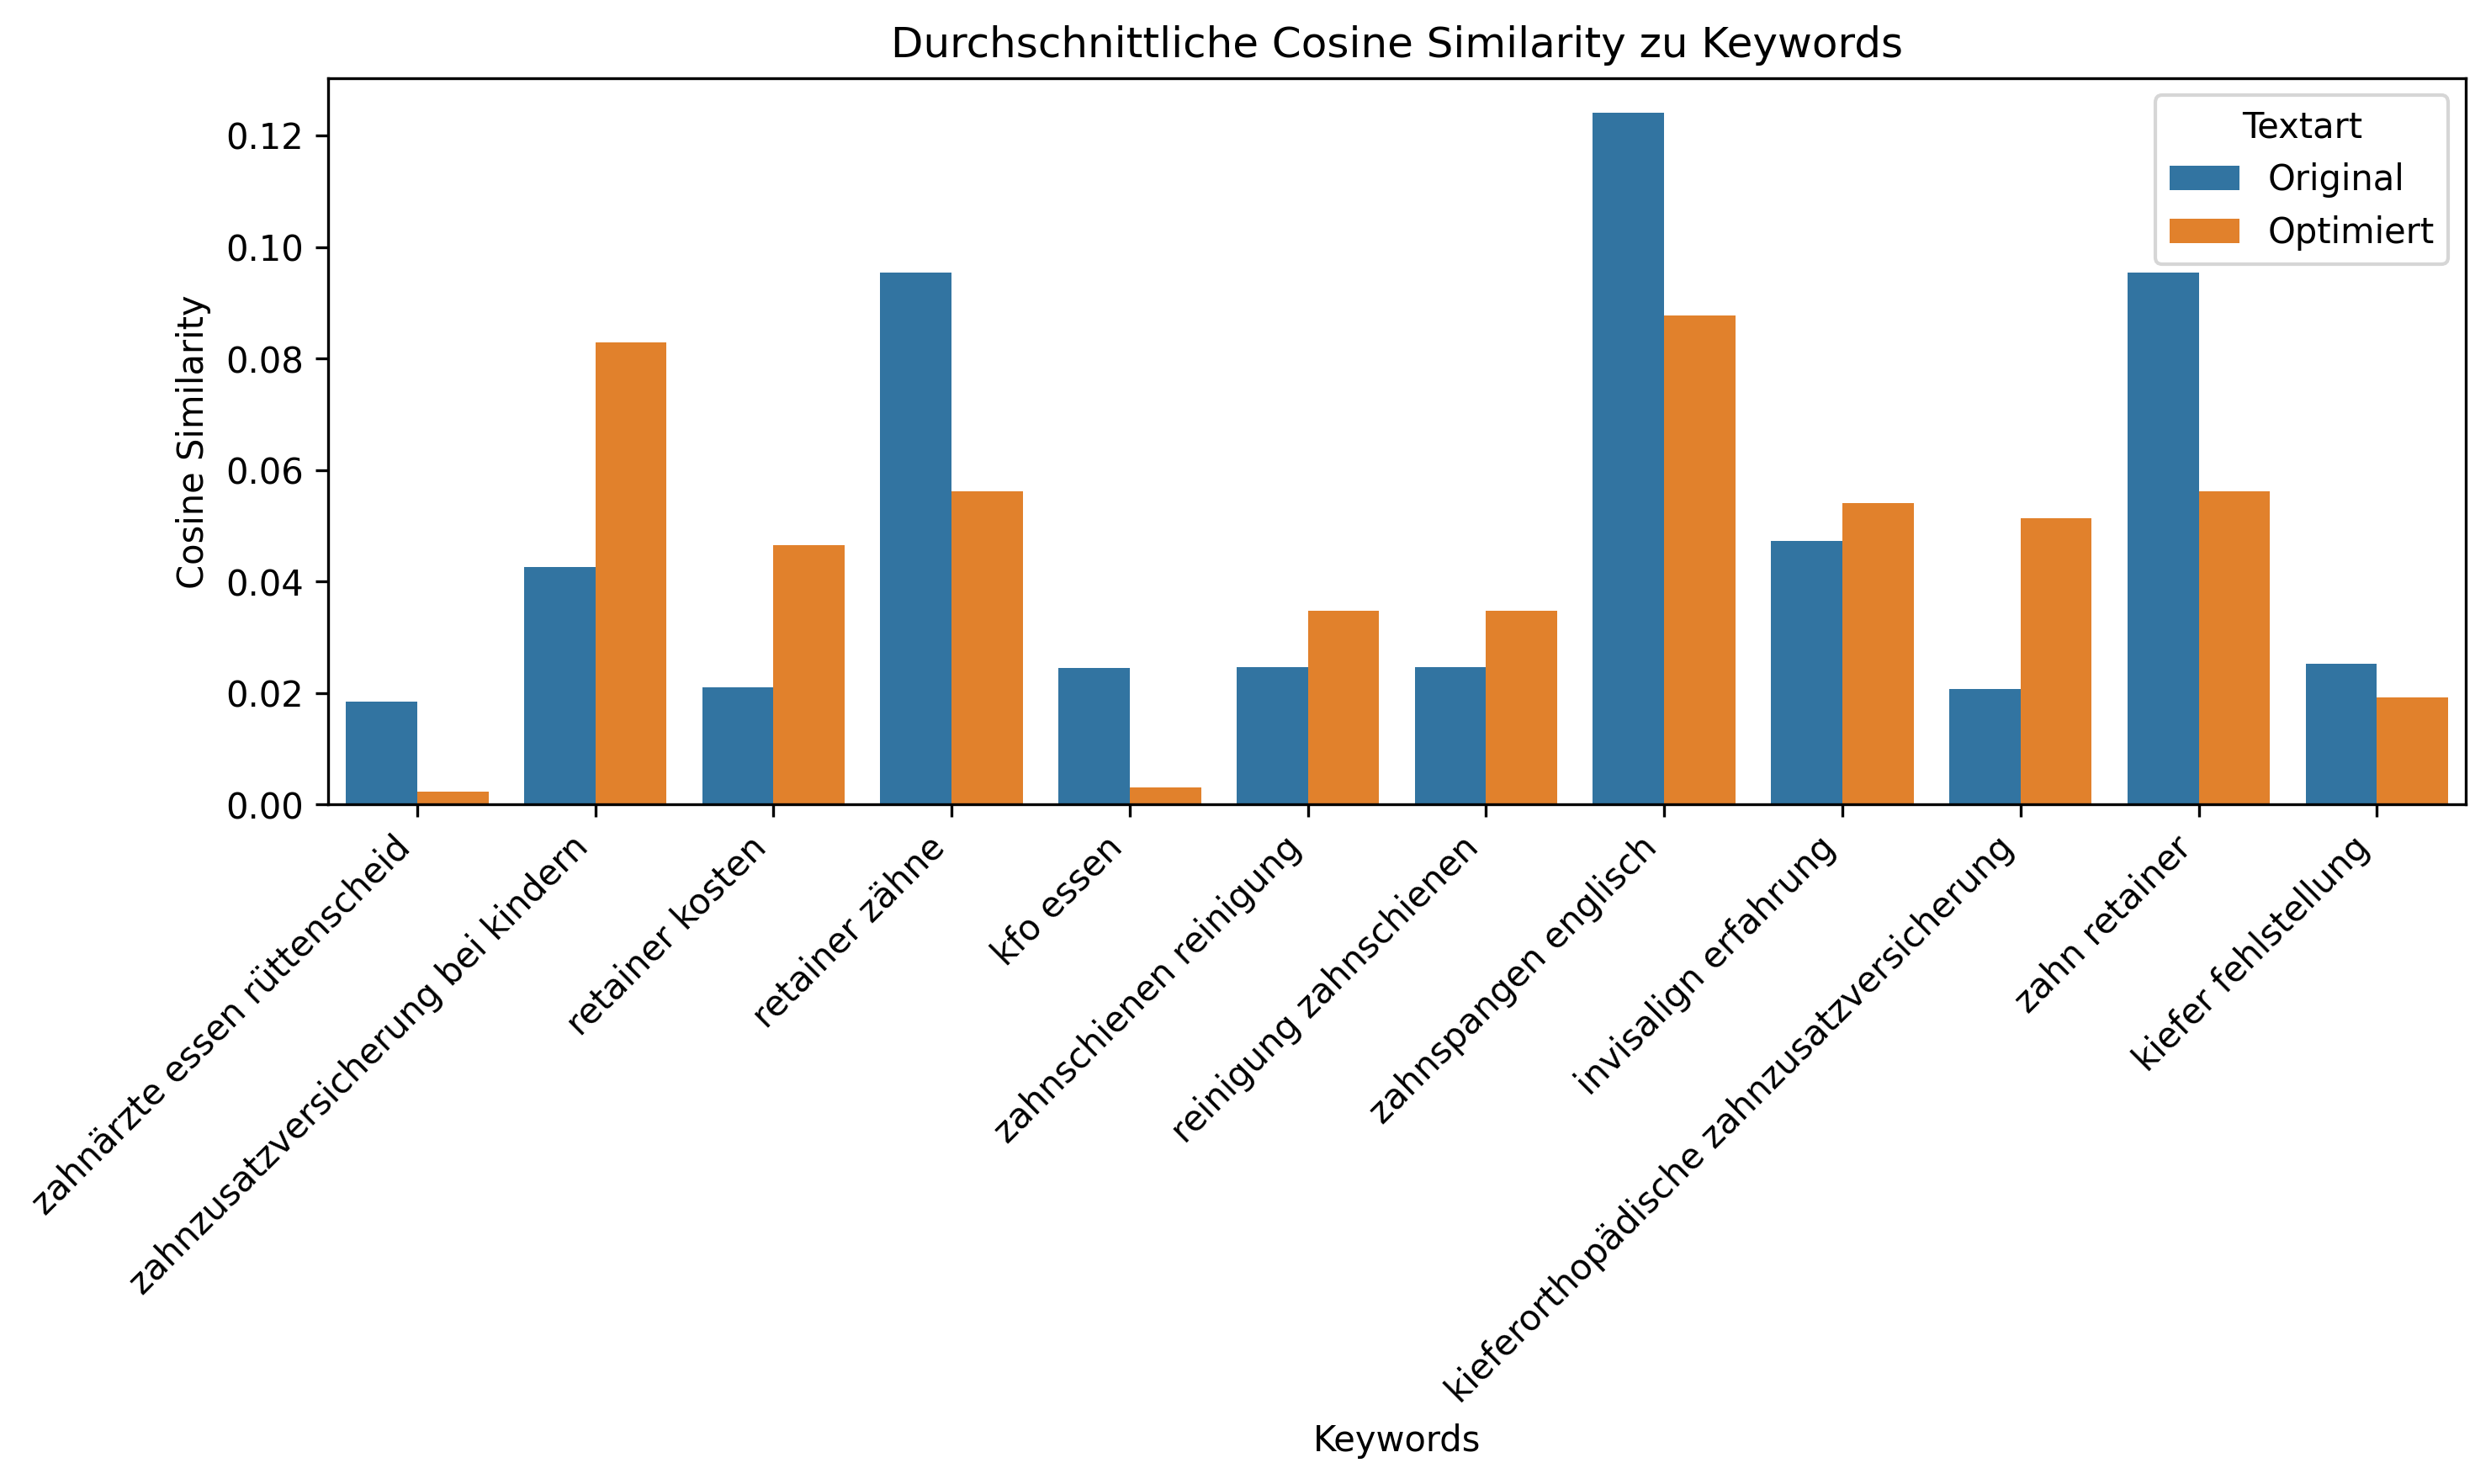 Durchschnittliche Cosine Similarity zu Keywords
Textart
Original
Optimiert
Cosine Similarity
0.12
0.10
0.08
0.06
0.04
0.02
0.00
zahnärzte essen rüttenscheid
zahnzusatzversicherung bei kindern
retainer kosten
retainer zähne
kfo essen
zahnschienen reinigung
reinigung zahnschienen
zahnspangen englisch
invisalign erfahrung
kieferorthopädische zahnzusatzversicherung
zahn retainer
kiefer fehlstellung
Keywords